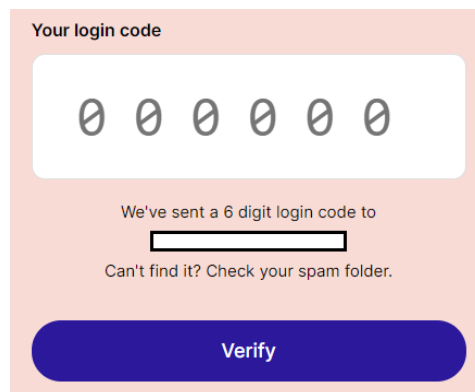 Your login code
0 0 0 0 0 0
We've sent a 6 digit login code to
Can't find it? Check your spam folder.
Verify